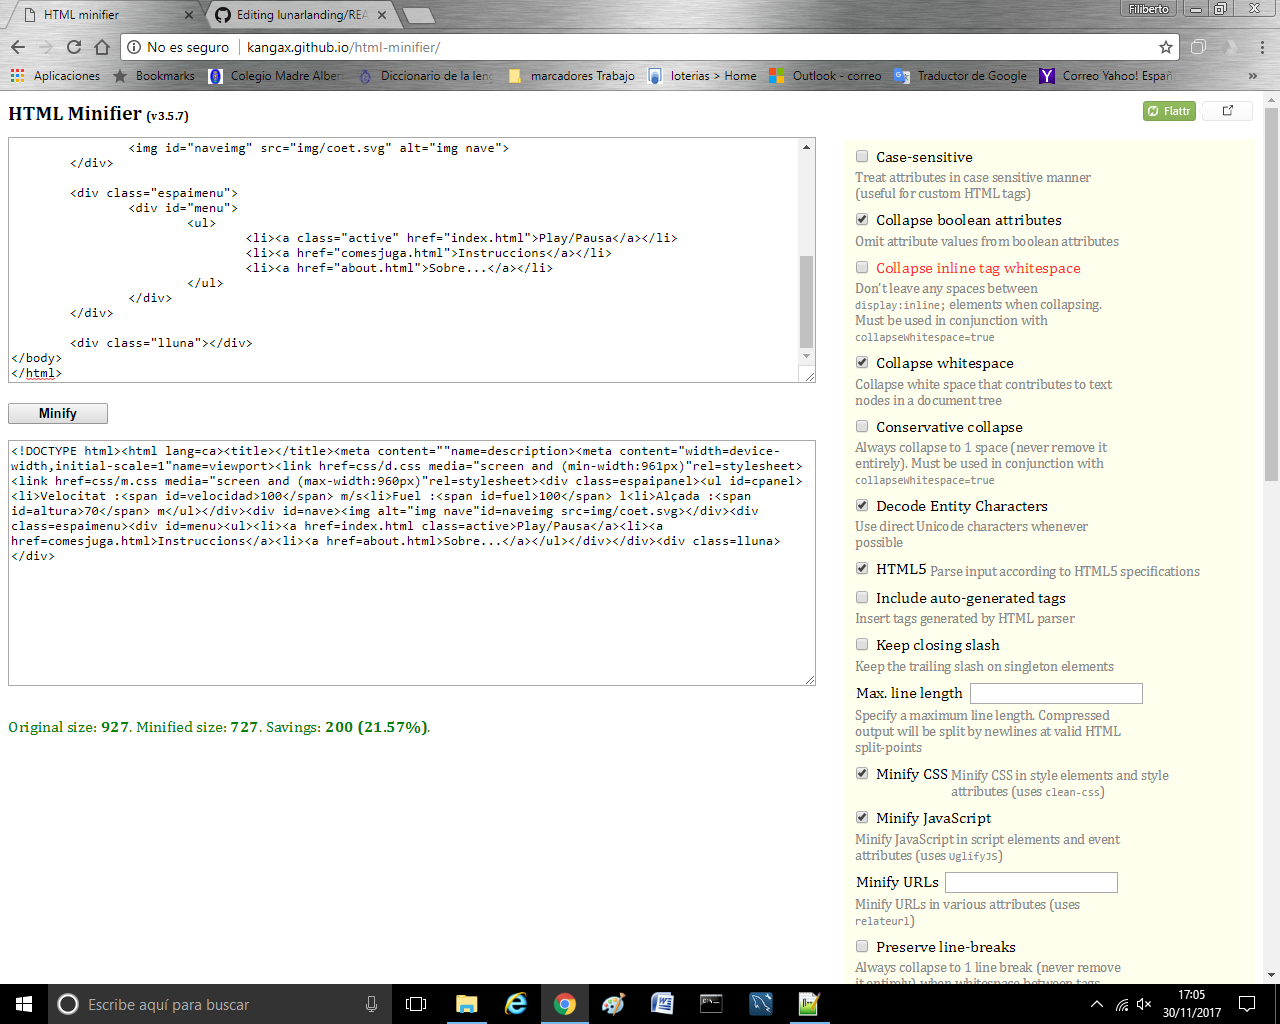 HTML minifier
Editing lunarlanding/REA
Filiberto
No es seguro
kangax.github.io/html-minifier/
Aplicaciones
Bookmarks
Colegio Madre Alber
Diccionario de la leng
marcadores Trabajo
loterias > Home
Outlook - correo
Traductor de Google
Correo Yahoo! Españ
»
HTML Minifier (v3.5.7)
Flattr
<img id="naveimg" src="img/coet.svg" alt="img nave">
</div>
<div class="espaimenu">
<div id="menu">
<ul>
<li><a class="active" href="index.html">Play/Pausa</a></li>
<li><a href="comesjuga.html">Instruccions</a></li>
<li><a href="about.html">Sobre...</a></li>
</ul>
</div>
</div>
<div class="lluna"></div>
</body>
</html>
Minify
<!DOCTYPE html><html lang=ca><title></title><meta content=""name=description><meta content="width=device-
width,initial-scale=1"name=viewport><link href=css/d.css media="screen and (min-width:961px)"rel=stylesheet>
<link href=css/m.css media="screen and (max-width:960px)"rel=stylesheet><div class=espaipanel><ul id=cpanel>
<li>Velocitat :<span id=velocidad>100</span> m/s<li>Fuel :<span id=fuel>100</span> l<li>Alçada :<span
id=altura>70</span> m</ul></div><div id=nave><img alt="img nave"id=naveimg src=img/coet.svg></div><div
class=espaimenu><div id=menu><ul><li><a href=index.html class=active>Play/Pausa</a><li><a
href=comesjuga.html>Instruccions</a><li><a href=about.html>Sobre...</a></ul></div></div><div class=lluna>
</div>
Original size: 927. Minified size: 727. Savings: 200 (21.57%).
Case-sensitive
Treat attributes in case sensitive manner
(useful for custom HTML tags)
Collapse boolean attributes
Omit attribute values from boolean attributes
Collapse inline tag whitespace
Don't leave any spaces between
display:inline; elements when collapsing.
Must be used in conjunction with
collapseWhitespace=true
Collapse whitespace
Collapse white space that contributes to text
nodes in a document tree
Conservative collapse
Always collapse to 1 space (never remove it
entirely). Must be used in conjunction with
collapseWhitespace=true
Decode Entity Characters
Use direct Unicode characters whenever
possible
HTML5 Parse input according to HTML5 specifications
Include auto-generated tags
Insert tags generated by HTML parser
Keep closing slash
Keep the trailing slash on singleton elements
Max. line length
Specify a maximum line length. Compressed
output will be split by newlines at valid HTML
split-points
Minify CSS Minify CSS in style elements and style
attributes (uses clean-css)
Minify JavaScript
Minify JavaScript in script elements and event
attributes (uses UglifyJS)
Minify URLs
Minify URLs in various attributes (uses
relateurl)
Preserve line-breaks
Always collapse to 1 line break (never remove
it entirely) when whitespace between tags
Escribe aquí para buscar
17:05
30/11/2017